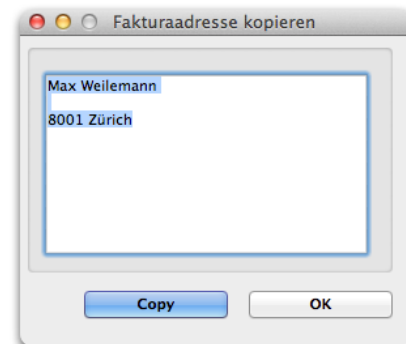 Fakturaadresse kopieren
Max Weilemann
8001 Zürich
Copy
OK